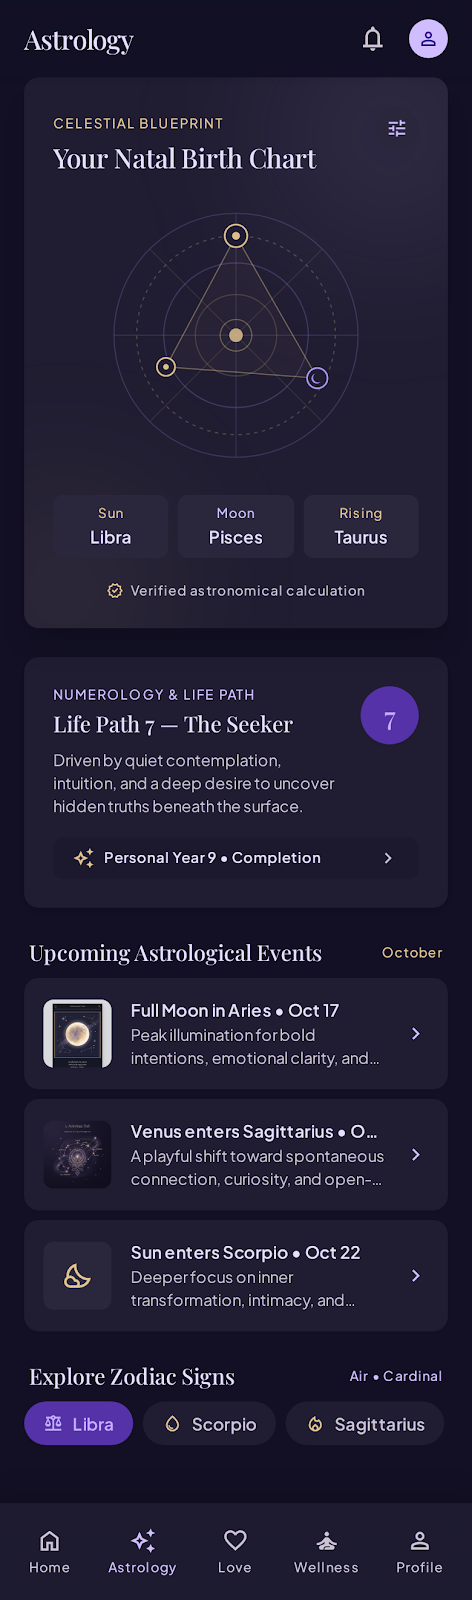 Astrology
CELESTIAL BLUEPRINT
Your Natal Birth Chart
Sun
Libra
Moon
Pisces
Rising
Taurus
Verified astronomical calculation
NUMEROLOGY & LIFE PATH
Life Path 7 — The Seeker
7
Driven by quiet contemplation,
intuition, and a deep desire to uncover
hidden truths beneath the surface.
Personal Year 9 • Completion
Upcoming Astrological Events
October
Full Moon in Aries • Oct 17
Peak illumination for bold
intentions, emotional clarity, and…
Venus enters Sagittarius • O…
A playful shift toward spontaneous
connection, curiosity, and open-…
Sun enters Scorpio • Oct 22
Deeper focus on inner
transformation, intimacy, and…
Explore Zodiac Signs
Air • Cardinal
Libra
Scorpio
Sagittarius
Home
Astrology
Love
Wellness
Profile